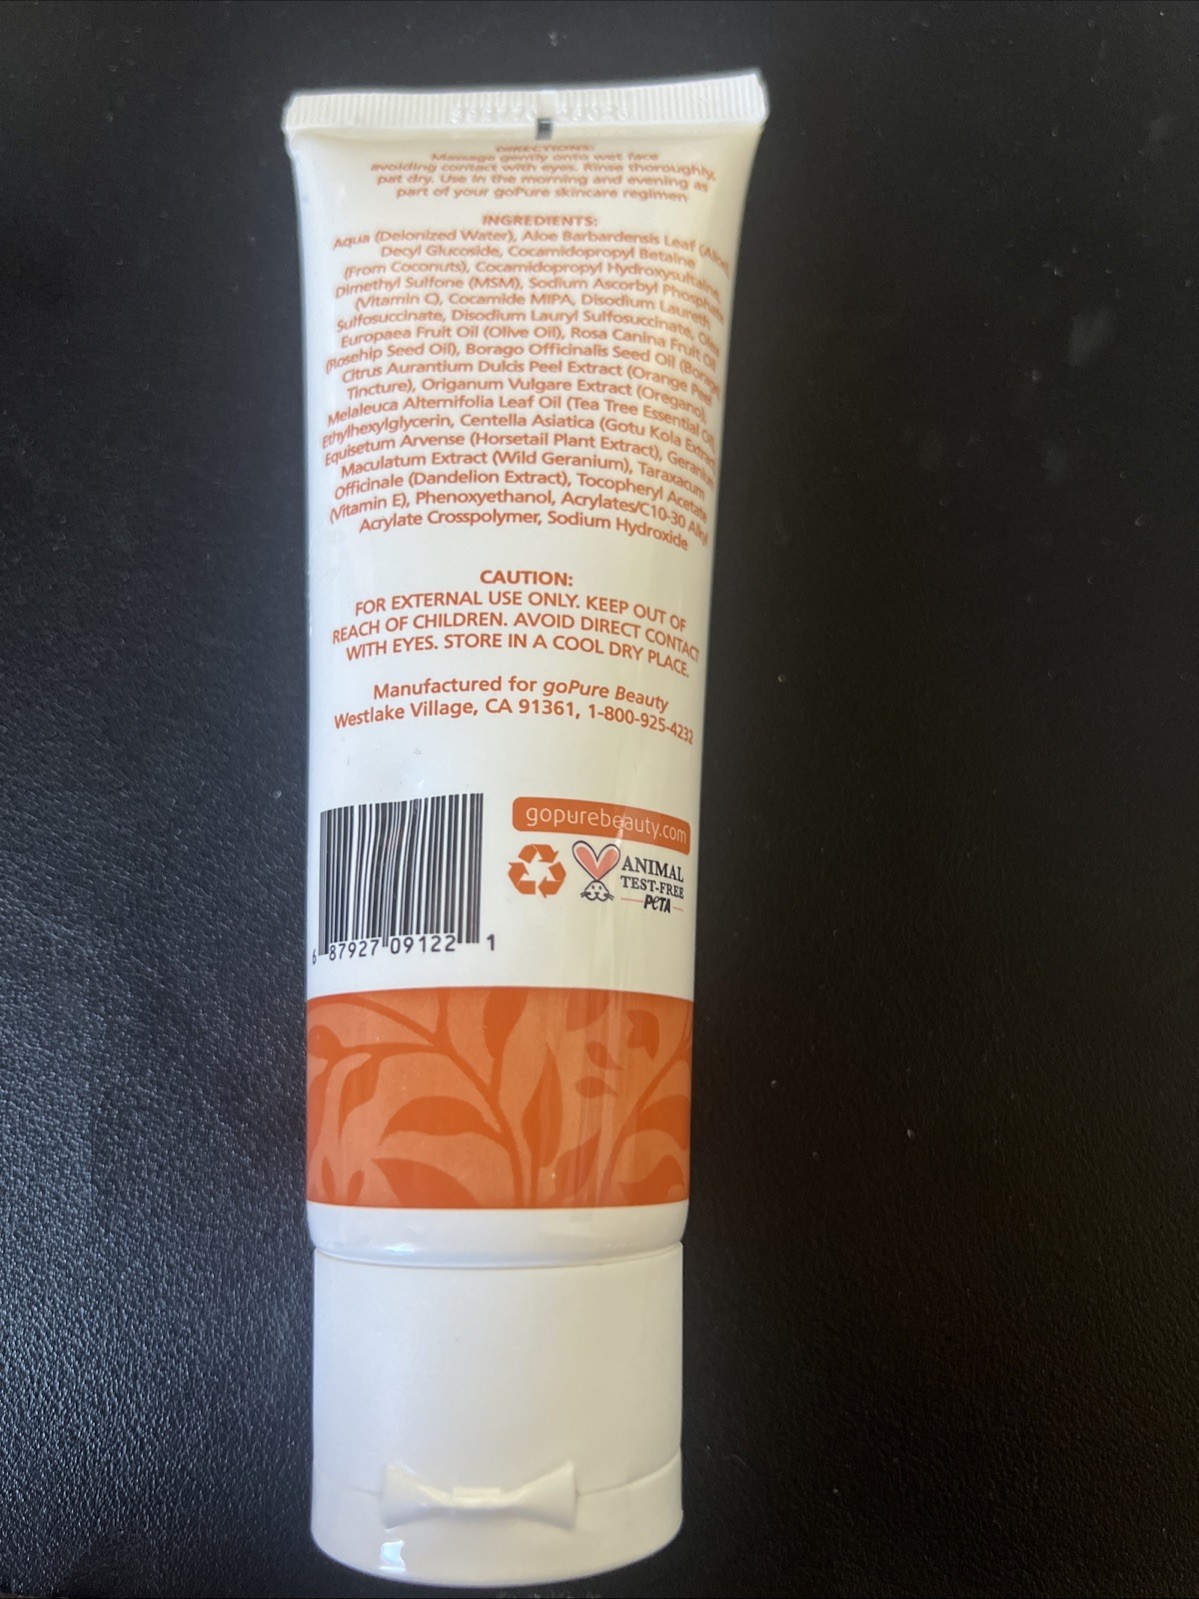 DIRECTIONS:
Massage gently onto wet face
avoiding contact with eyes. Rinse thoroughly,
pat dry. Use in the morning and evening as
part of your goPure skincare regimen
INGREDIENTS:
Aqua (Deionized Water), Aloe Barbardensis Leaf (Aloe)
Decyl Glucoside, Cocamidopropyl Betaine
(From Coconuts), Cocamidopropyl Hydroxysultaine,
Dimethyl Sulfone (MSM), Sodium Ascorbyl Phosphate
(Vitamin C), Cocamide MIPA, Disodium Laureth
Sulfosuccinate, Disodium Lauryl Sulfosuccinate, Olea
Europaea Fruit Oil (Olive Oil), Rosa Canina Fruit Oil
(Rosehip Seed Oil), Borago Officinalis Seed Oil (Borage)
Citrus Aurantium Dulcis Peel Extract (Orange Peel
Tincture), Origanum Vulgare Extract (Oregano),
Melaleuca Alternifolia Leaf Oil (Tea Tree Essential Oil)
Ethylhexylglycerin, Centella Asiatica (Gotu Kola Extract
Equisetum Arvense (Horsetail Plant Extract), Geranium
Maculatum Extract (Wild Geranium), Taraxacum
Officinale (Dandelion Extract), Tocopheryl Acetate
(Vitamin E), Phenoxyethanol, Acrylates/C10-30 Alkyl
Acrylate Crosspolymer, Sodium Hydroxide
CAUTION:
FOR EXTERNAL USE ONLY. KEEP OUT OF
REACH OF CHILDREN. AVOID DIRECT CONTACT
WITH EYES. STORE IN A COOL DRY PLACE.
Manufactured for goPure Beauty
Westlake Village, CA 91361, 1-800-925-4232
gopurebeauty.com
ANIMAL
TEST-FREE
PETA
6 87927 09122 1